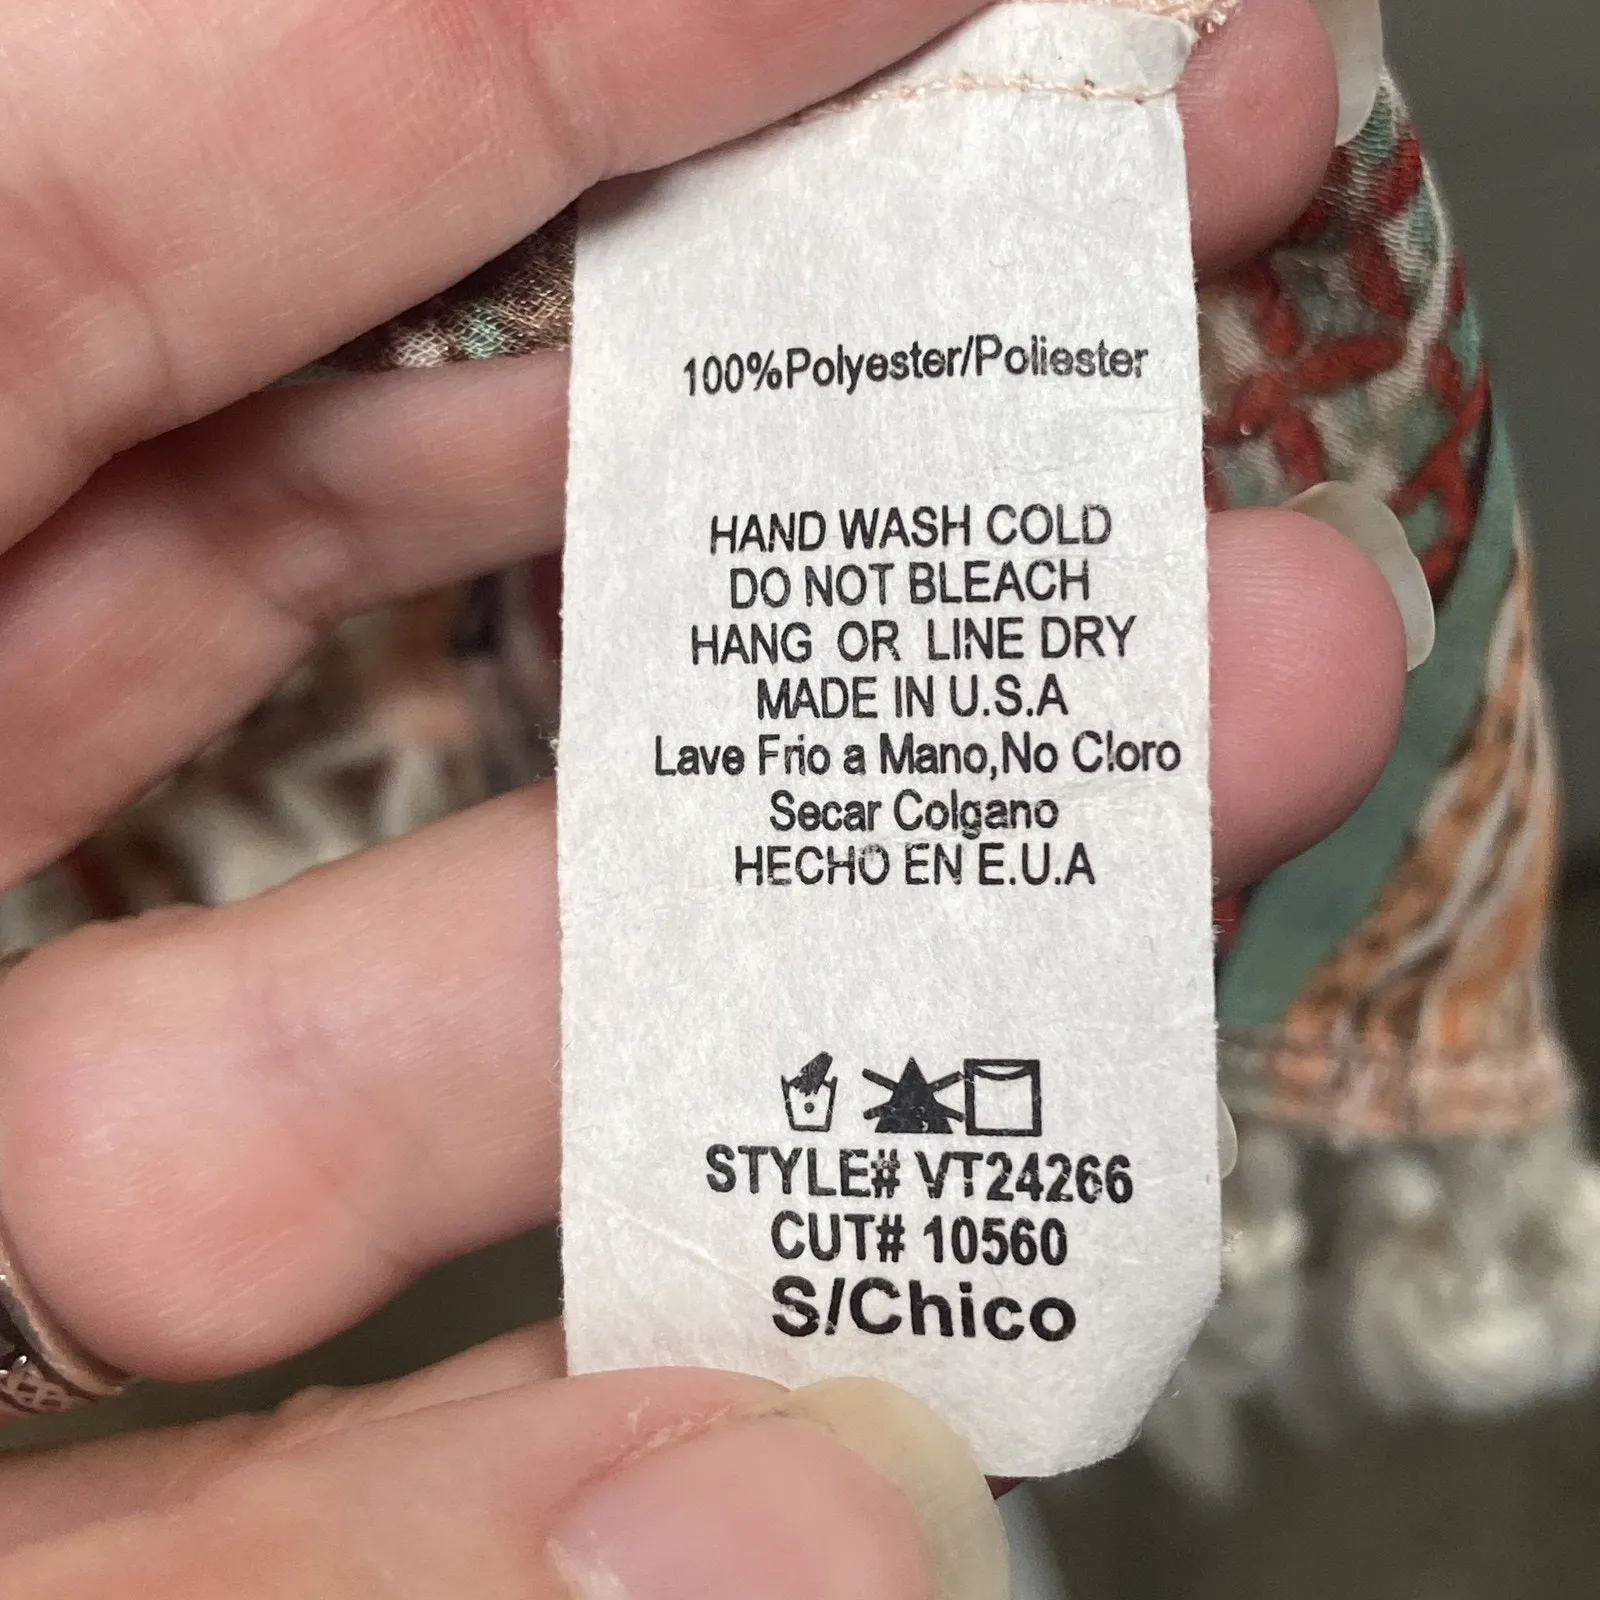 100%Polyester/Poliester
HAND WASH COLD
DO NOT BLEACH
HANG OR LINE DRY
MADE IN U.S.A
Lave Frio a Mano,No Cloro
Secar Colgano
HECHO EN E.U.A
STYLE# VT24266
CUT# 10560
S/Chico